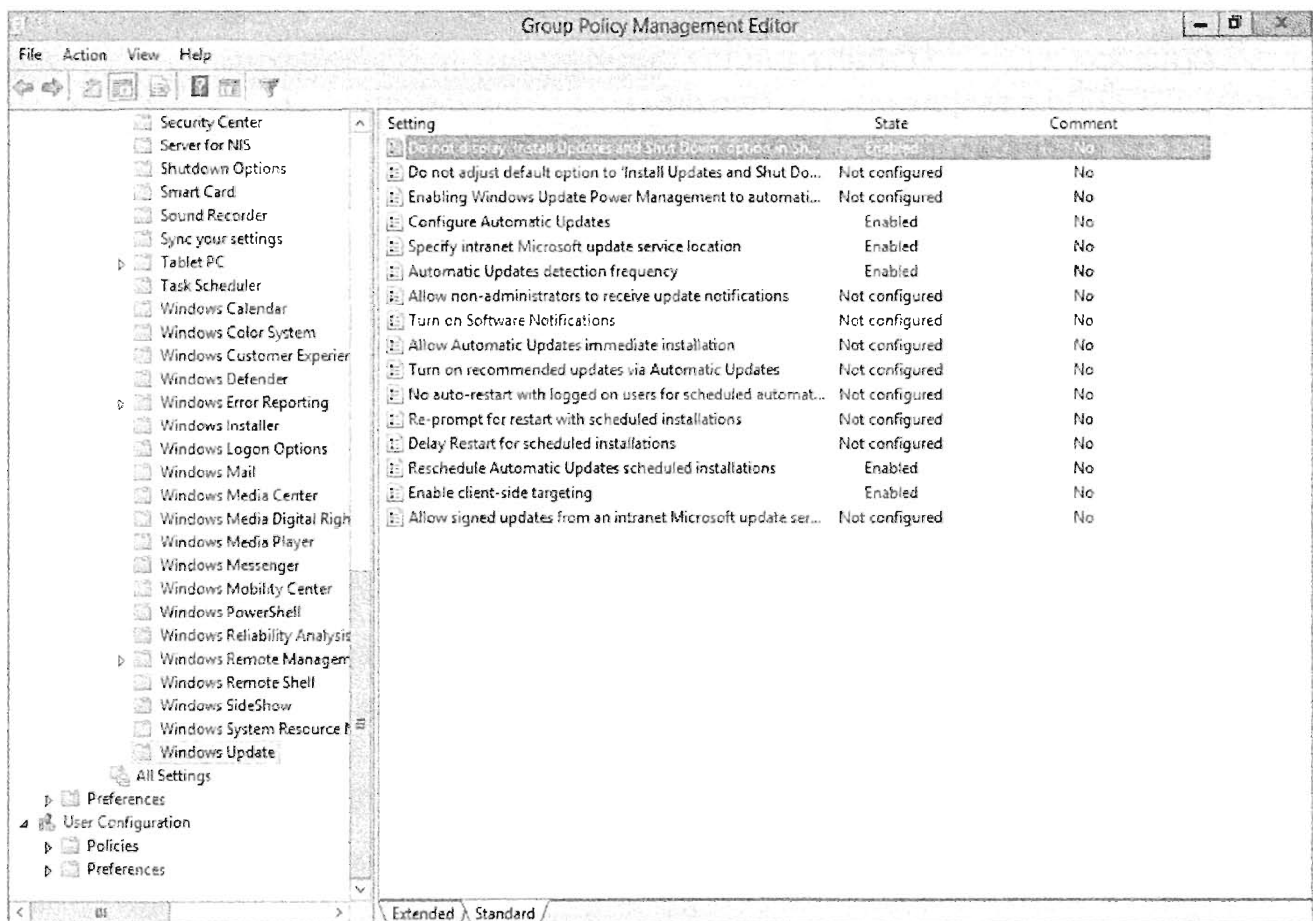 Group Policy Management Editor
File Action View Help
Security Center
Server for NIS
Shutdown Options
Smart Card
Sound Recorder
Sync your settings
Tablet PC
Task Scheduler
Windows Calendar
Windows Color System
Windows Customer Experier
Windows Defender
Windows Error Reporting
Windows Installer
Windows Logon Options
Windows Mail
Windows Media Center
Windows Media Digital Righ
Windows Media Player
Windows Messenger
Windows Mobility Center
Windows PowerShell
Windows Reliability Analysis
Windows Remote Managem
Windows Remote Shell
Windows SideShow
Windows System Resource M
Windows Update
All Settings
Preferences
User Configuration
Policies
Preferences
Setting State Comment
Do not display 'Install Updates and Shut Down' option in Sh... Enabled No
Do not adjust default option to 'Install Updates and Shut Do... Not configured No
Enabling Windows Update Power Management to automati... Not configured No
Configure Automatic Updates Enabled No
Specify intranet Microsoft update service location Enabled No
Automatic Updates detection frequency Enabled No
Allow non-administrators to receive update notifications Not configured No
Turn on Software Notifications Not configured No
Allow Automatic Updates immediate installation Not configured No
Turn on recommended updates via Automatic Updates Not configured No
No auto-restart with logged on users for scheduled automat... Not configured No
Re-prompt for restart with scheduled installations Not configured No
Delay Restart for scheduled installations Not configured No
Reschedule Automatic Updates scheduled installations Enabled No
Enable client-side targeting Enabled No
Allow signed updates from an intranet Microsoft update ser... Not configured No
Extended Standard